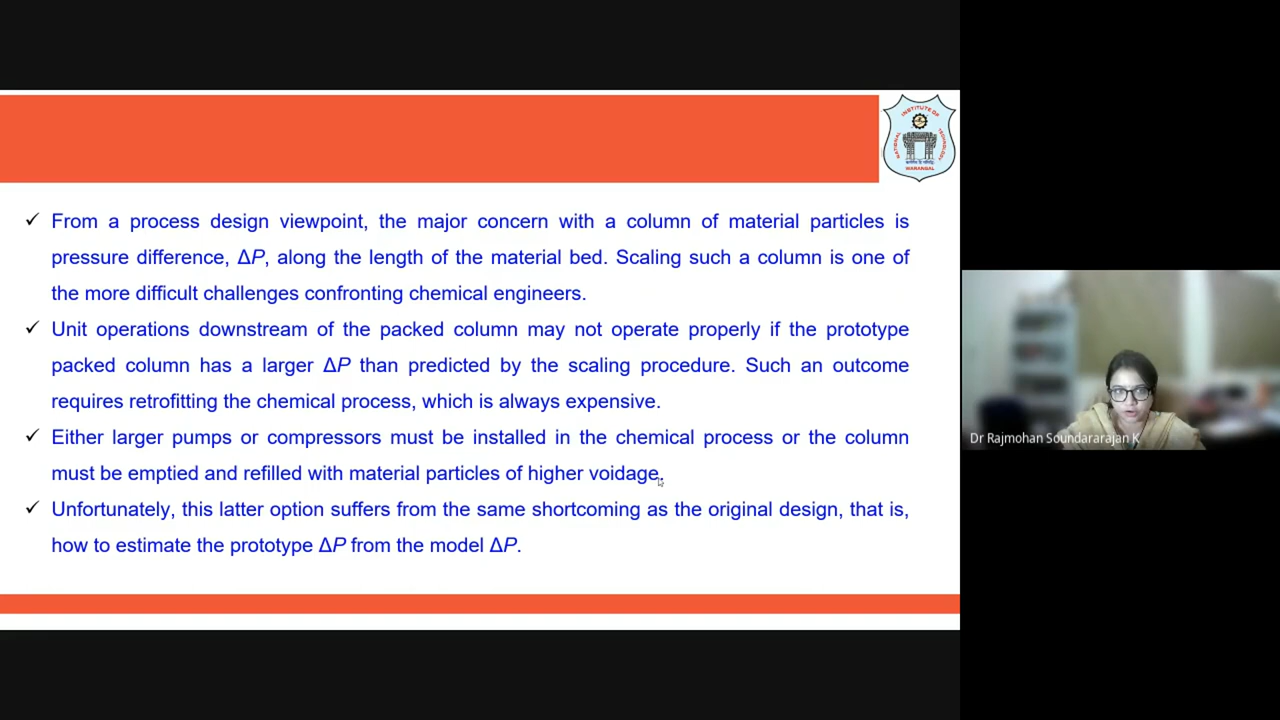 INSTITUTE OF
NATIONAL
TECHNOLOGY
WARANGAL
From a process design viewpoint, the major concern with a column of material particles is
pressure difference, ΔP, along the length of the material bed. Scaling such a column is one of
the more difficult challenges confronting chemical engineers.
Unit operations downstream of the packed column may not operate properly if the prototype
packed column has a larger ΔP than predicted by the scaling procedure. Such an outcome
requires retrofitting the chemical process, which is always expensive.
Either larger pumps or compressors must be installed in the chemical process or the column
must be emptied and refilled with material particles of higher voidage.
Unfortunately, this latter option suffers from the same shortcoming as the original design, that is,
how to estimate the prototype ΔP from the model ΔP.
Dr Rajmohan Soundararajan K